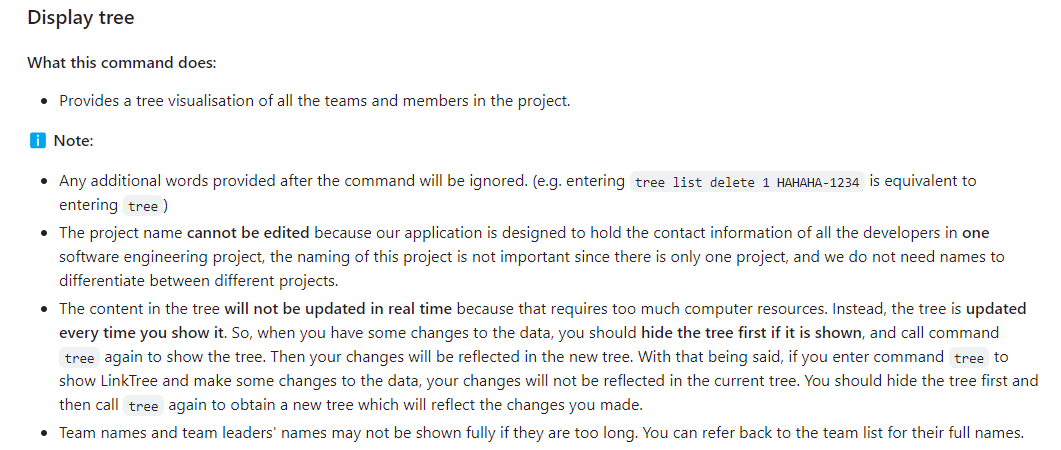 Display tree
What this command does:
• Provides a tree visualisation of all the teams and members in the project.
i Note:
• Any additional words provided after the command will be ignored. (e.g. entering tree list delete 1 HAHAHA-1234 is equivalent to
entering tree )
• The project name cannot be edited because our application is designed to hold the contact information of all the developers in one
software engineering project, the naming of this project is not important since there is only one project, and we do not need names to
differentiate between different projects.
• The content in the tree will not be updated in real time because that requires too much computer resources. Instead, the tree is updated
every time you show it. So, when you have some changes to the data, you should hide the tree first if it is shown, and call command
tree again to show the tree. Then your changes will be reflected in the new tree. With that being said, if you enter command tree to
show LinkTree and make some changes to the data, your changes will not be reflected in the current tree. You should hide the tree first and
then call tree again to obtain a new tree which will reflect the changes you made.
• Team names and team leaders' names may not be shown fully if they are too long. You can refer back to the team list for their full names.